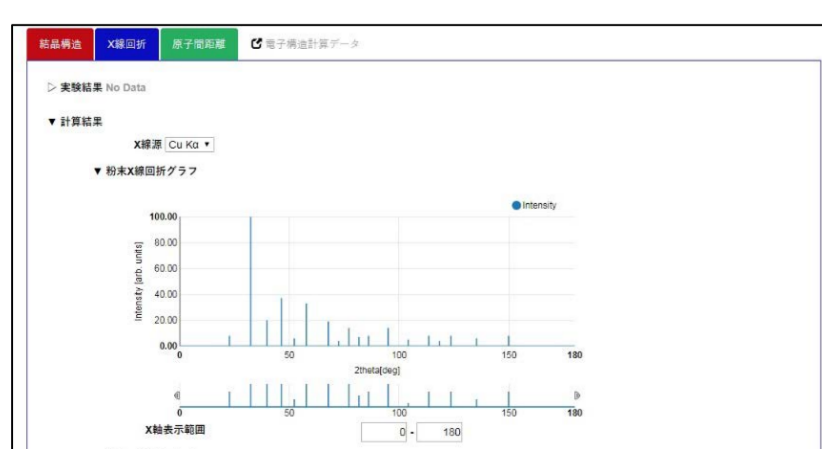 結晶構造 X線回折 原子間距離 電子構造計算データ
▷ 実験結果 No Data
▼ 計算結果
X線源 Cu Kα ▼
▼ 粉末X線回折グラフ
Intensity
100.00
80.00
60.00
40.00
20.00
0.00
Intensity [arb. units]
0 50 100 150 180
2theta[deg]
0 50 100 150 180
X軸表示範囲 0 - 180